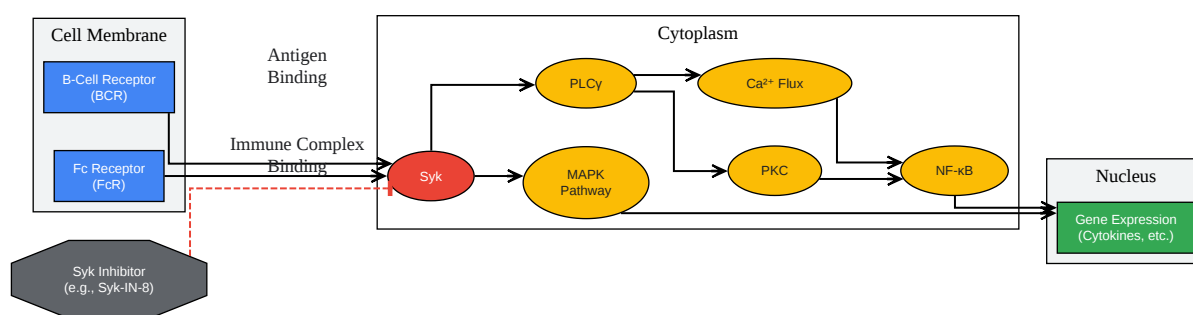 Cell Membrane
B-Cell Receptor
(BCR)
Fc Receptor
(FcR)
Syk Inhibitor
(e.g., Syk-IN-8)
Antigen
Binding
Immune Complex
Binding
Cytoplasm
Syk
PLCγ
MAPK
Pathway
Ca²⁺ Flux
PKC
NF-κB
Nucleus
Gene Expression
(Cytokines, etc.)